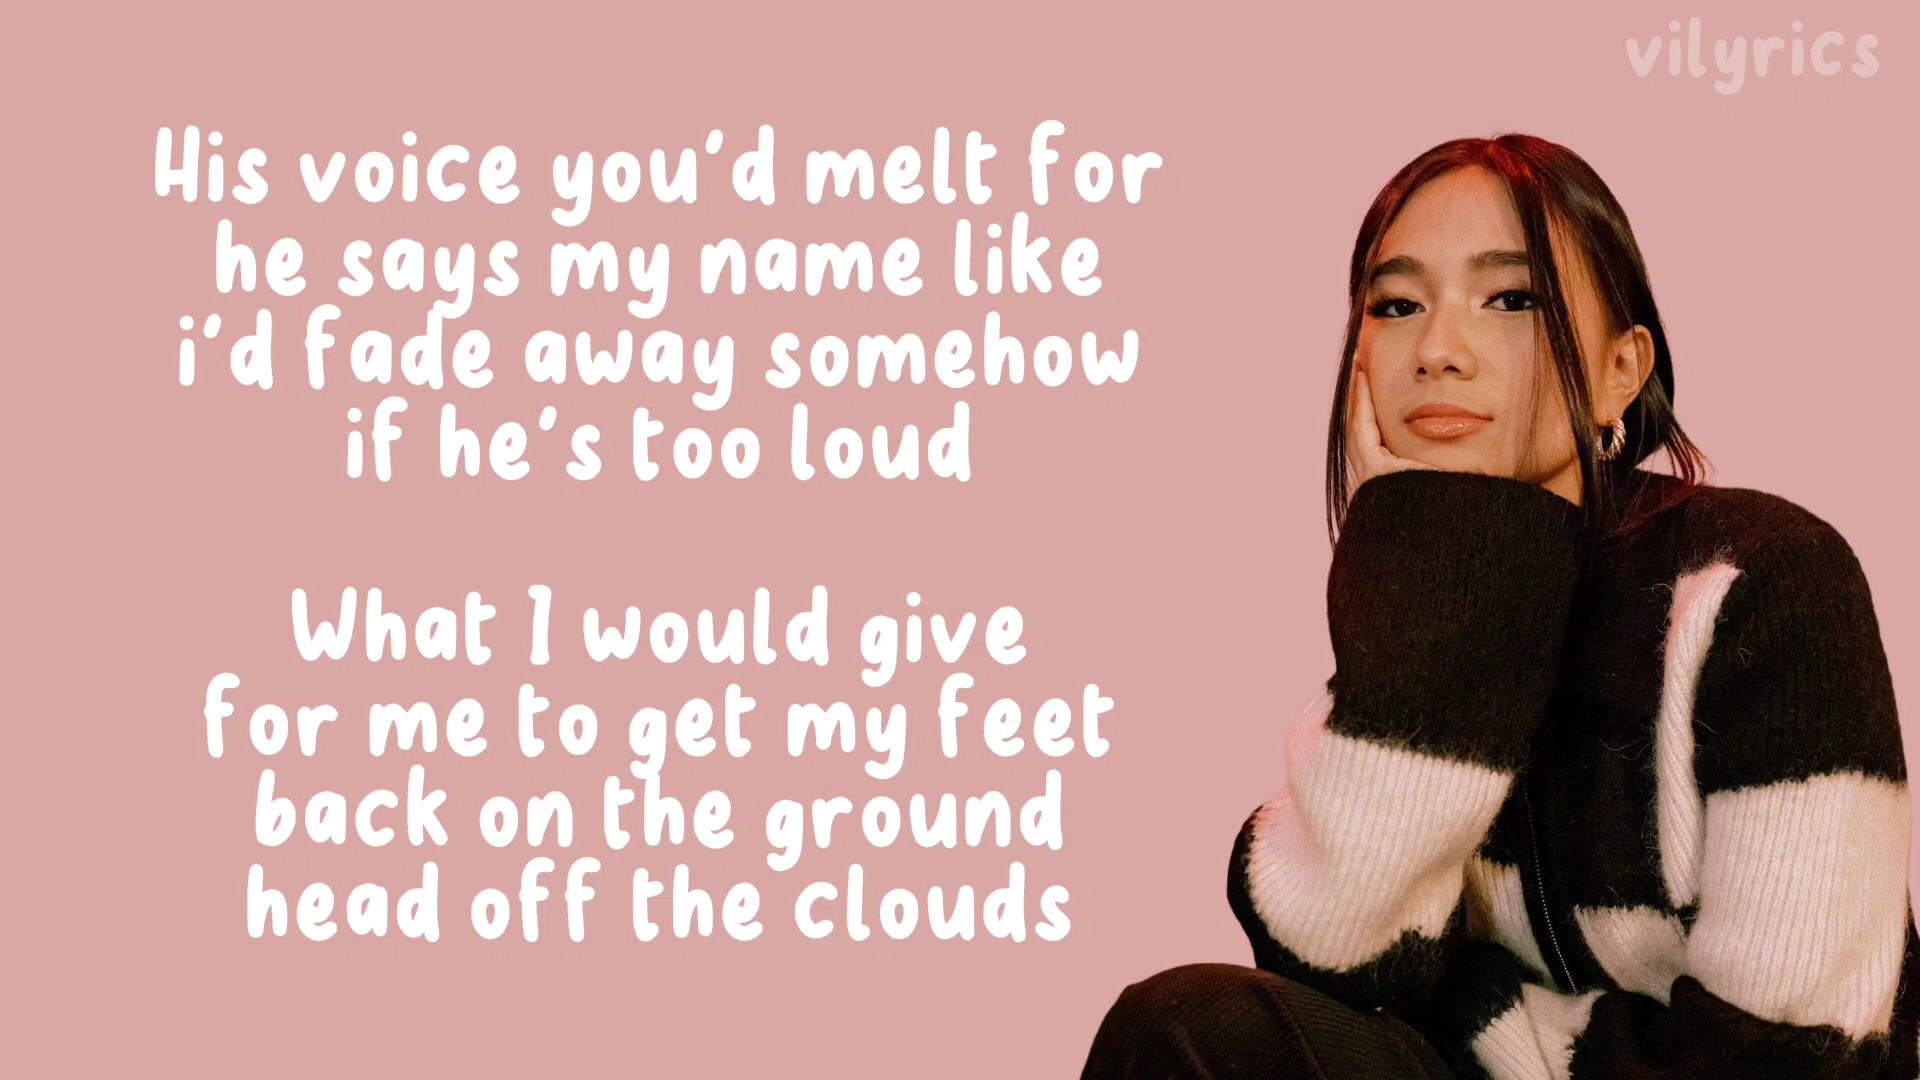 vilyrics
His voice you'd melt for
he says my name like
i'd fade away somehow
if he's too loud
What I would give
for me to get my feet
back on the ground
head off the clouds